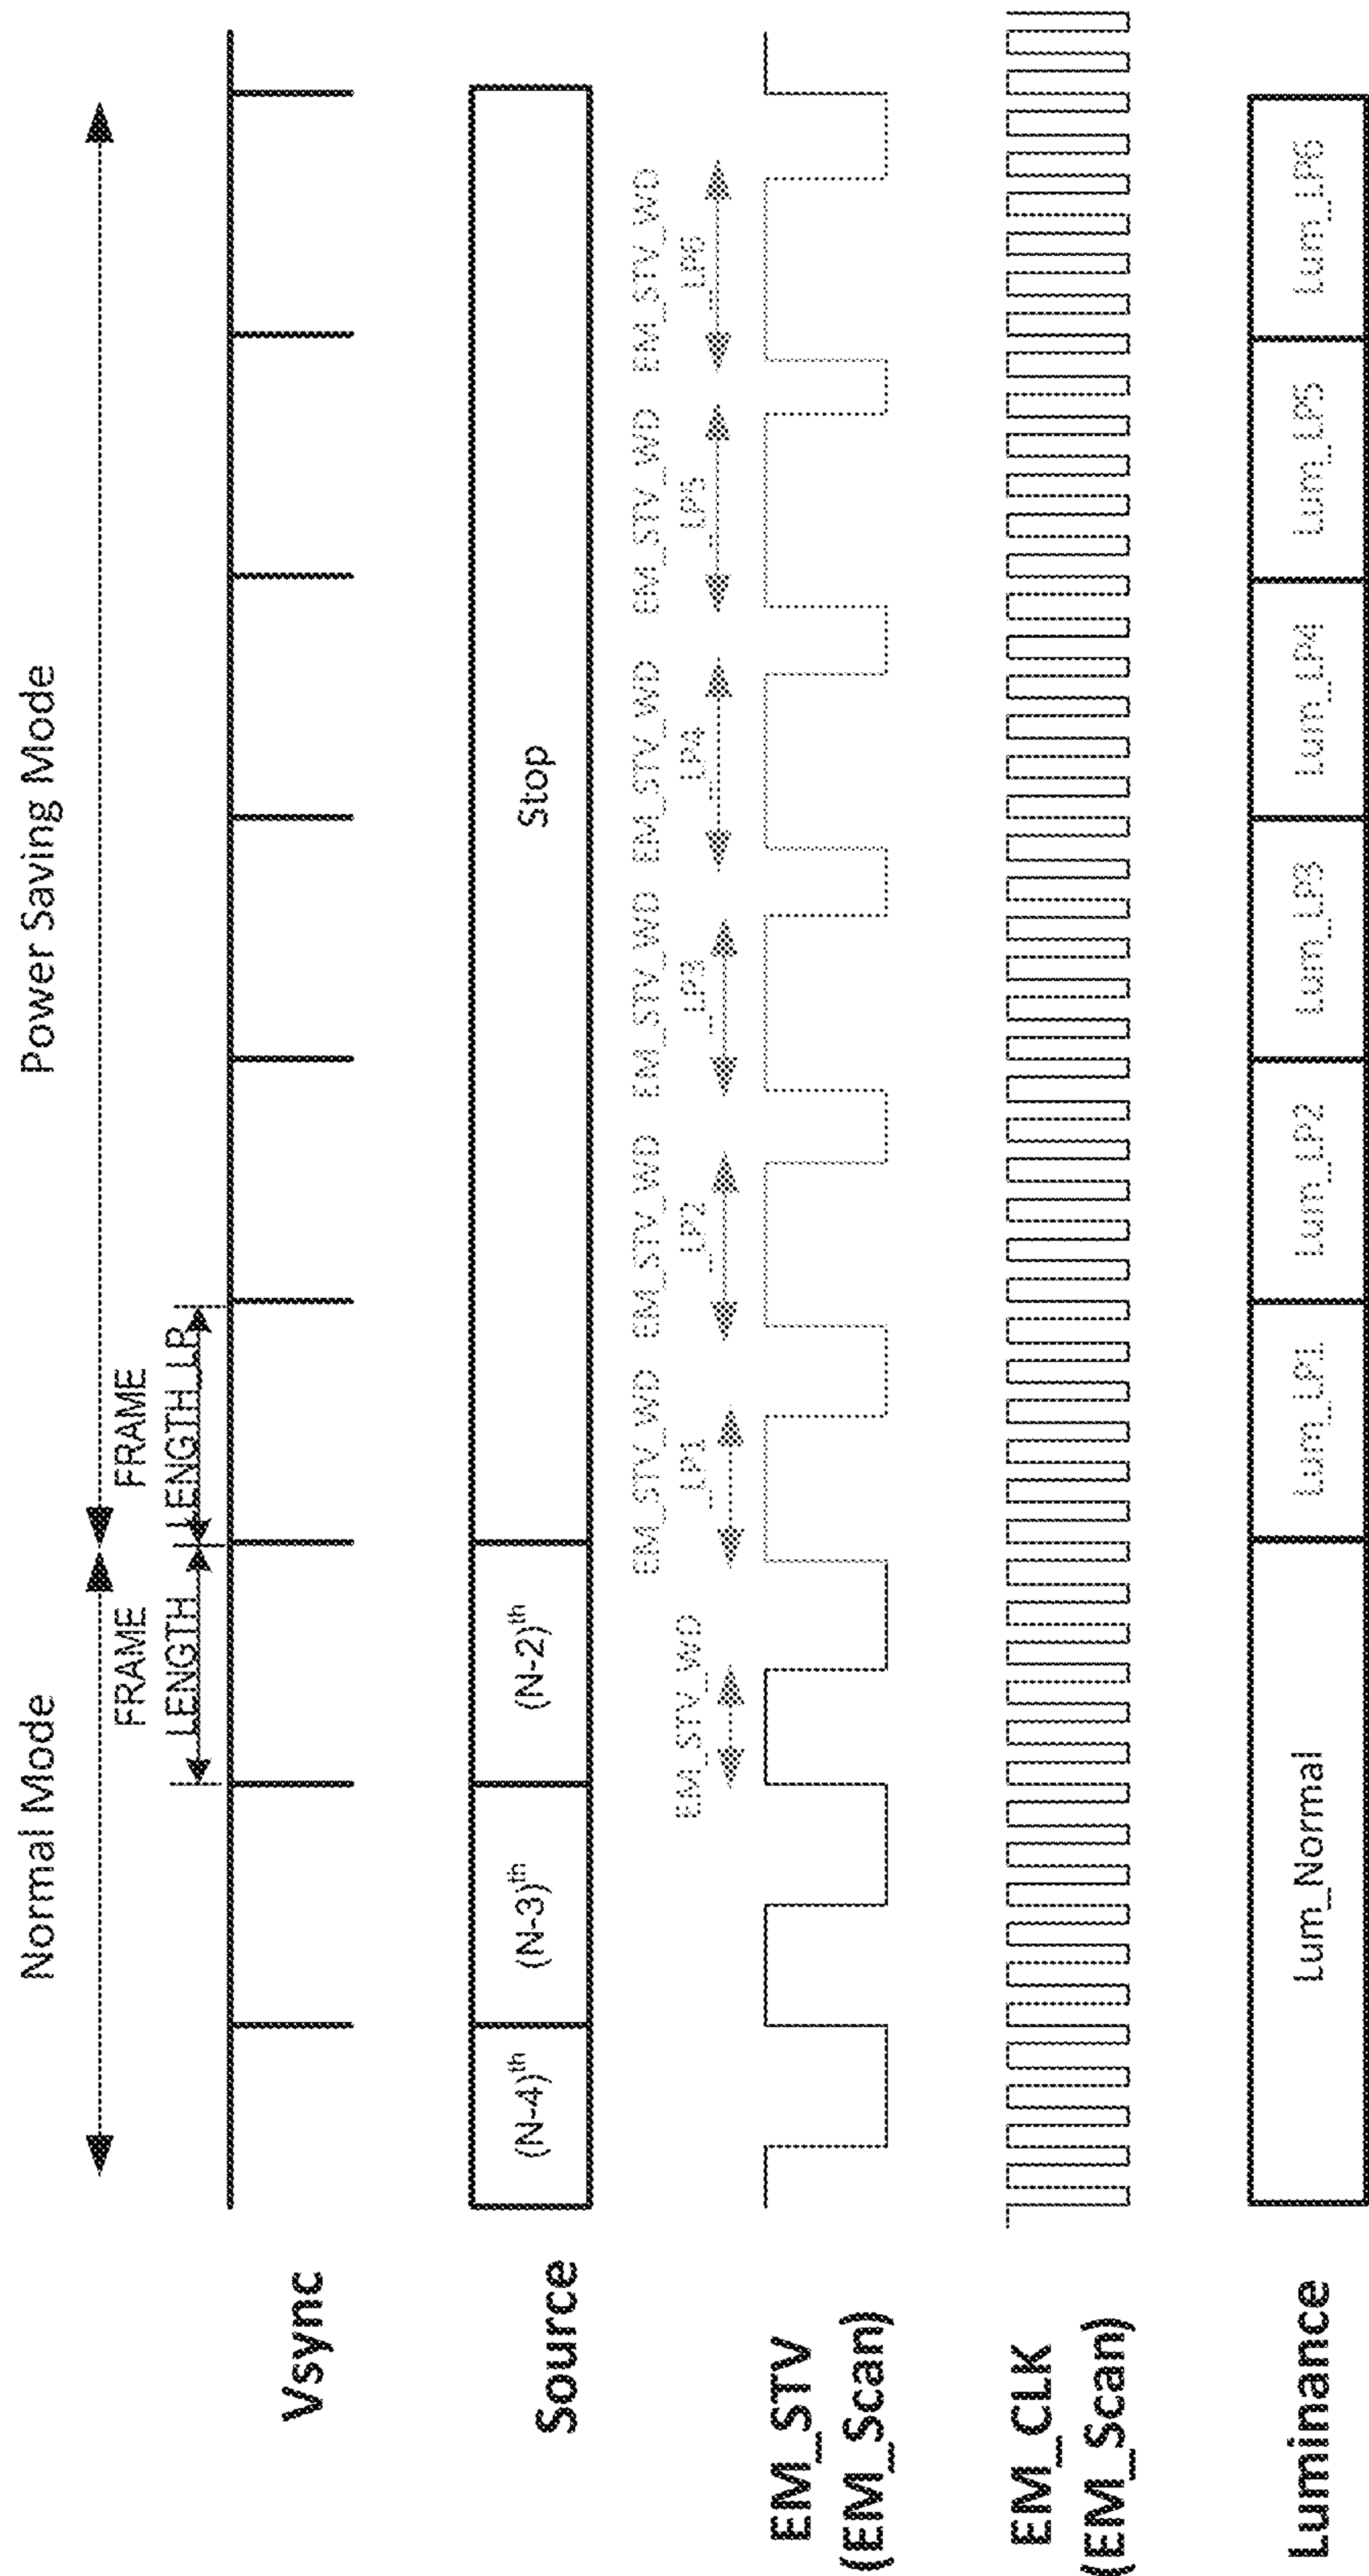 Normal Mode
Power Saving Mode
FRAME
LENGTH
FRAME
LENGTH_LP
Vsync
Source
(N-4)th
(N-3)th
(N-2)th
Stop
EM_STV_WD
EM_STV_WD
_LP1
EM_STV_WD
_LP2
EM_STV_WD
_LP3
EM_STV_WD
_LP4
EM_STV_WD
_LP5
EM_STV_WD
_LP6
EM_STV
(EM_Scan)
EM_CLK
(EM_Scan)
Luminance
Lum_Normal
Lum_LP1
Lum_LP2
Lum_LP3
Lum_LP4
Lum_LP5
Lum_LP6